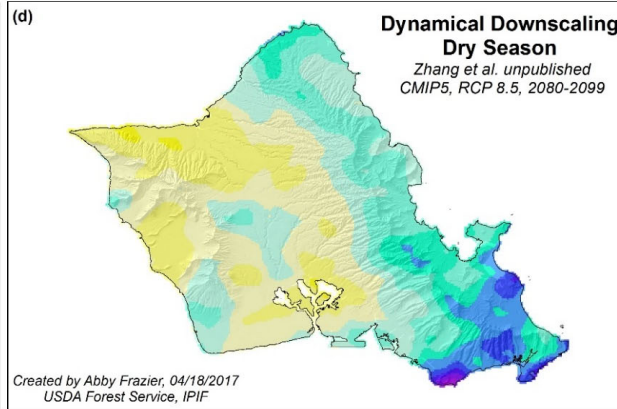 (d)
Dynamical Downscaling
Dry Season
Zhang et al. unpublished
CMIP5, RCP 8.5, 2080-2099
Created by Abby Frazier, 04/18/2017
USDA Forest Service, IPIF